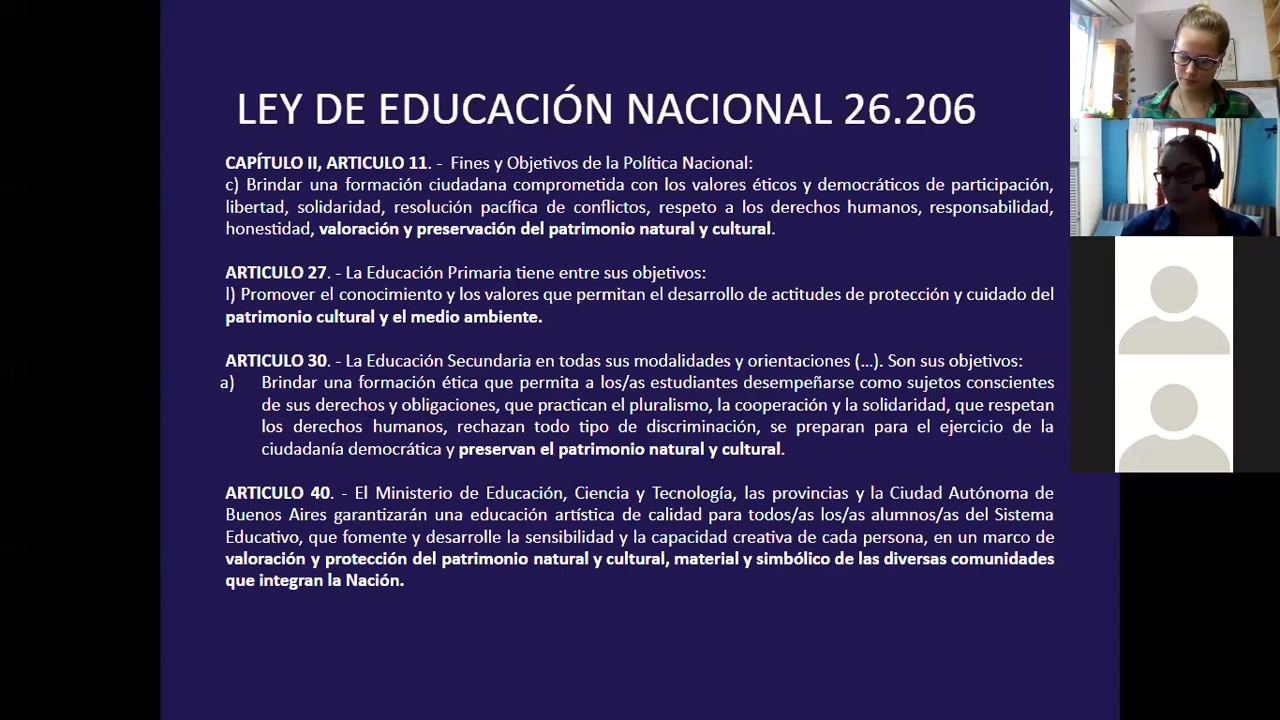 LEY DE EDUCACIÓN NACIONAL 26.206
CAPÍTULO II, ARTICULO 11. - Fines y Objetivos de la Política Nacional:
c) Brindar una formación ciudadana comprometida con los valores éticos y democráticos de participación,
libertad, solidaridad, resolución pacífica de conflictos, respeto a los derechos humanos, responsabilidad,
honestidad, valoración y preservación del patrimonio natural y cultural.
ARTICULO 27. - La Educación Primaria tiene entre sus objetivos:
l) Promover el conocimiento y los valores que permitan el desarrollo de actitudes de protección y cuidado del
patrimonio cultural y el medio ambiente.
ARTICULO 30. - La Educación Secundaria en todas sus modalidades y orientaciones (...). Son sus objetivos:
a) Brindar una formación ética que permita a los/as estudiantes desempeñarse como sujetos conscientes
de sus derechos y obligaciones, que practican el pluralismo, la cooperación y la solidaridad, que respetan
los derechos humanos, rechazan todo tipo de discriminación, se preparan para el ejercicio de la
ciudadanía democrática y preservan el patrimonio natural y cultural.
ARTICULO 40. - El Ministerio de Educación, Ciencia y Tecnología, las provincias y la Ciudad Autónoma de
Buenos Aires garantizarán una educación artística de calidad para todos/as los/as alumnos/as del Sistema
Educativo, que fomente y desarrolle la sensibilidad y la capacidad creativa de cada persona, en un marco de
valoración y protección del patrimonio natural y cultural, material y simbólico de las diversas comunidades
que integran la Nación.